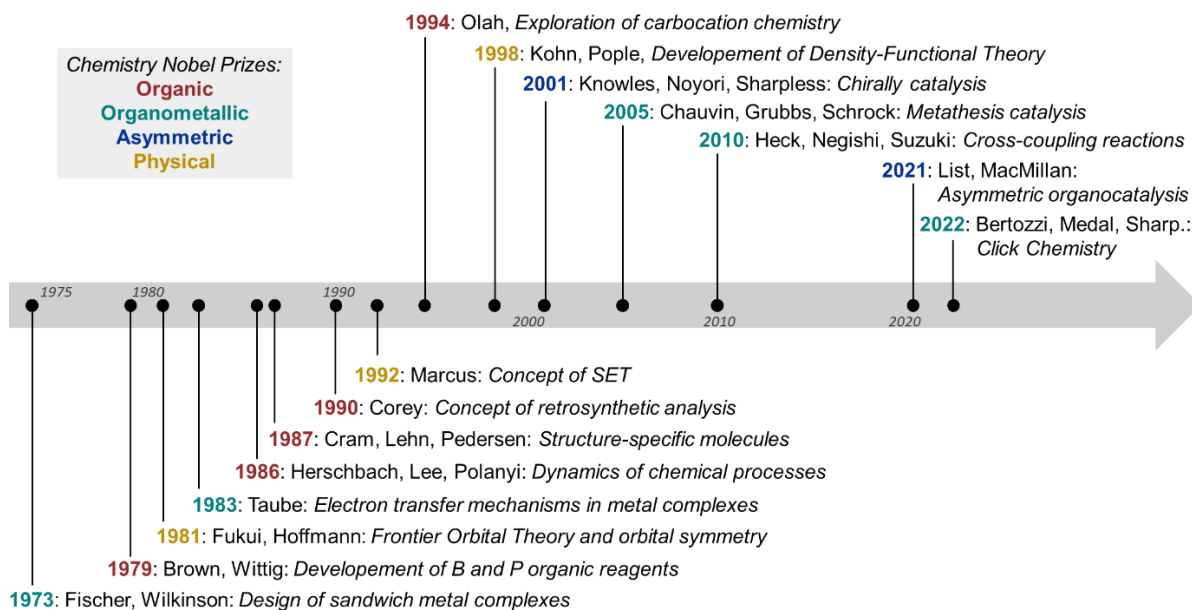 1994: Olah, Exploration of carbocation chemistry
Chemistry Nobel Prizes:
Organic
Organometallic
Asymmetric
Physical
1998: Kohn, Pople, Developement of Density-Functional Theory
2001: Knowles, Noyori, Sharpless: Chirally catalysis
2005: Chauvin, Grubbs, Schrock: Metathesis catalysis
2010: Heck, Negishi, Suzuki: Cross-coupling reactions
2021: List, MacMillan:
Asymmetric organocatalysis
2022: Bertozzi, Medal, Sharp.:
Click Chemistry
1975
1980
1990
2000
2010
2020
1992: Marcus: Concept of SET
1990: Corey: Concept of retrosynthetic analysis
1987: Cram, Lehn, Pedersen: Structure-specific molecules
1986: Herschbach, Lee, Polanyi: Dynamics of chemical processes
1983: Taube: Electron transfer mechanisms in metal complexes
1981: Fukui, Hoffmann: Frontier Orbital Theory and orbital symmetry
1979: Brown, Wittig: Developement of B and P organic reagents
1973: Fischer, Wilkinson: Design of sandwich metal complexes